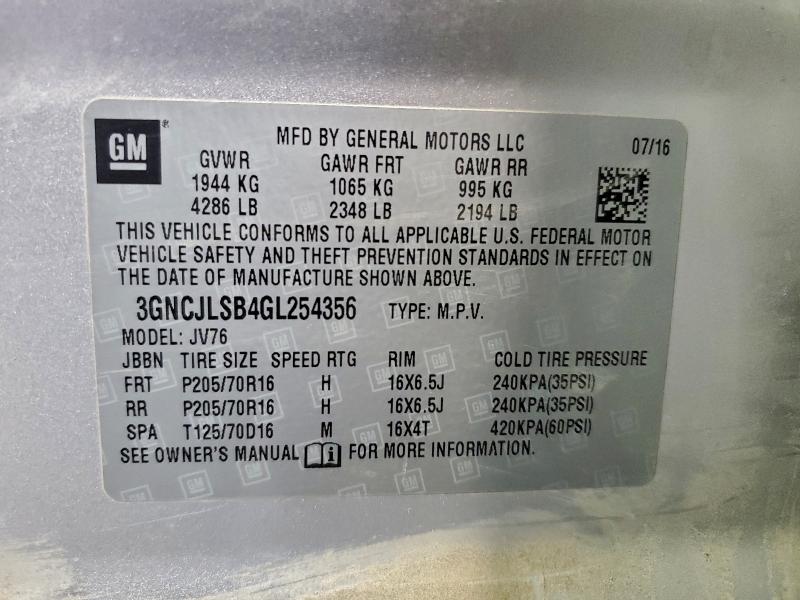 GM
MFD BY GENERAL MOTORS LLC 07/16
GVWR GAWR FRT GAWR RR
1944 KG 1065 KG 995 KG
4286 LB 2348 LB 2194 LB
THIS VEHICLE CONFORMS TO ALL APPLICABLE U.S. FEDERAL MOTOR
VEHICLE SAFETY AND THEFT PREVENTION STANDARDS IN EFFECT ON
THE DATE OF MANUFACTURE SHOWN ABOVE.
3GNCJLSB4GL254356 TYPE: M.P.V.
MODEL: JV76
JBBN TIRE SIZE SPEED RTG RIM COLD TIRE PRESSURE
FRT P205/70R16 H 16X6.5J 240KPA(35PSI)
RR P205/70R16 H 16X6.5J 240KPA(35PSI)
SPA T125/70D16 M 16X4T 420KPA(60PSI)
SEE OWNER'S MANUAL i FOR MORE INFORMATION.